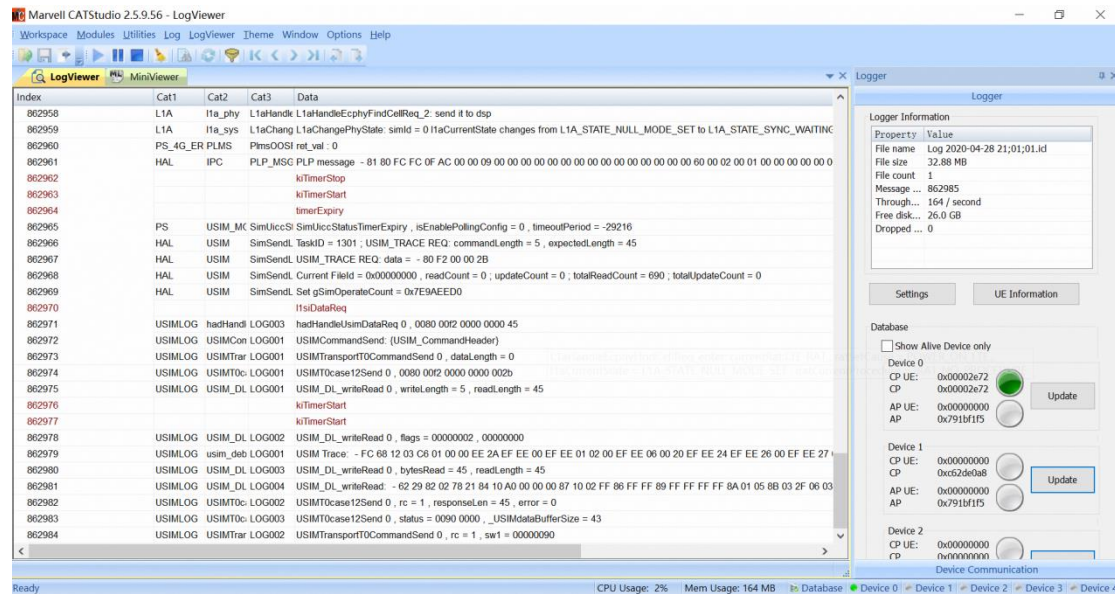 Marvell CATStudio 2.5.9.56 - LogViewer
Workspace Modules Utilities Log LogViewer Theme Window Options Help
LogViewer MiniViewer
Index Cat1 Cat2 Cat3 Data
862958 L1A l1a_phy L1aHandle L1aHandleEcphyFindCellReq_2: send it to dsp
862959 L1A l1a_sys L1aChang L1aChangePhyState: simId = 0 l1aCurrentState changes from L1A_STATE_NULL_MODE_SET to L1A_STATE_SYNC_WAITING
862960 PS_4G_ER PLMS PlmsOOSI ret_val : 0
862961 HAL IPC PLP_MSG PLP message - 81 80 FC FC 0F AC 00 00 09 00 00 00 00 00 00 00 00 00 00 00 00 00 00 00 60 00 02 00 01 00 00 00 00 00 0
862962 kiTimerStop
862963 kiTimerStart
862964 timerExpiry
862965 PS USIM_MC SimUiccSt SimUiccStatusTimerExpiry , isEnablePollingConfig = 0 , timeoutPeriod = -29216
862966 HAL USIM SimSendL TaskID = 1301 ; USIM_TRACE REQ: commandLength = 5 , expectedLength = 45
862967 HAL USIM SimSendL USIM_TRACE REQ: data = - 80 F2 00 00 2B
862968 HAL USIM SimSendL Current FileId = 0x00000000 , readCount = 0 ; updateCount = 0 ; totalReadCount = 690 ; totalUpdateCount = 0
862969 HAL USIM SimSendL Set gSimOperateCount = 0x7E9AEED0
862970 l1siDataReq
862971 USIMLOG hadHandl LOG003 hadHandleUsimDataReq 0 , 0080 00f2 0000 0000 45
862972 USIMLOG USIMCon LOG001 USIMCommandSend: {USIM_CommandHeader}
862973 USIMLOG USIMTrar LOG001 USIMTransportT0CommandSend 0 , dataLength = 0
862974 USIMLOG USIMT0c LOG001 USIMT0case12Send 0 , 0080 00f2 0000 0000 002b
862975 USIMLOG USIM_DL LOG001 USIM_DL_writeRead 0 , writeLength = 5 , readLength = 45
862976 kiTimerStart
862977 kiTimerStart
862978 USIMLOG USIM_DL LOG002 USIM_DL_writeRead 0 , flags = 00000002 , 00000000
862979 USIMLOG usim_deb LOG001 USIM Trace: - FC 68 12 03 C6 01 00 00 EE 2A EF EE 00 EF EE 01 02 00 EF EE 06 00 20 EF EE 24 EF EE 26 00 EF EE 27
862980 USIMLOG USIM_DL LOG003 USIM_DL_writeRead 0 , bytesRead = 45 , readLength = 45
862981 USIMLOG USIM_DL LOG004 USIM_DL_writeRead: - 62 29 82 02 78 21 84 10 A0 00 00 00 87 10 02 FF 86 FF FF 89 FF FF FF FF 8A 01 05 8B 03 2F 06 03
862982 USIMLOG USIMT0c LOG002 USIMT0case12Send 0 , rc = 1 , responseLen = 45 , error = 0
862983 USIMLOG USIMT0c LOG003 USIMT0case12Send 0 , status = 0090 0000 , _USIMdataBufferSize = 43
862984 USIMLOG USIMTrar LOG002 USIMTransportT0CommandSend 0 , rc = 1 , sw1 = 00000090
Logger
Logger
Logger Information
Property Value
File name Log 2020-04-28 21;01;01.icl
File size 32.88 MB
File count 1
Message ... 862985
Through... 164 / second
Free disk... 26.0 GB
Dropped ... 0
Settings UE Information
Database
Show Alive Device only
Device 0
CP UE: 0x00002e72
CP 0x00002e72
Update
AP UE: 0x00000000
AP 0x791bf1f5
Device 1
CP UE: 0x00000000
CP 0xc62de0a8
Update
AP UE: 0x00000000
AP 0x791bf1f5
Device 2
CP UE: 0x00000000
CP 0x00000000
Device Communication
Ready CPU Usage: 2% Mem Usage: 164 MB Database Device 0 Device 1 Device 2 Device 3 Device 4